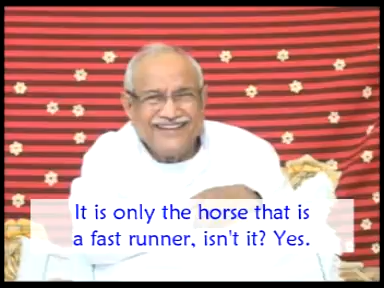 It is only the horse that is
a fast runner, isn't it? Yes.